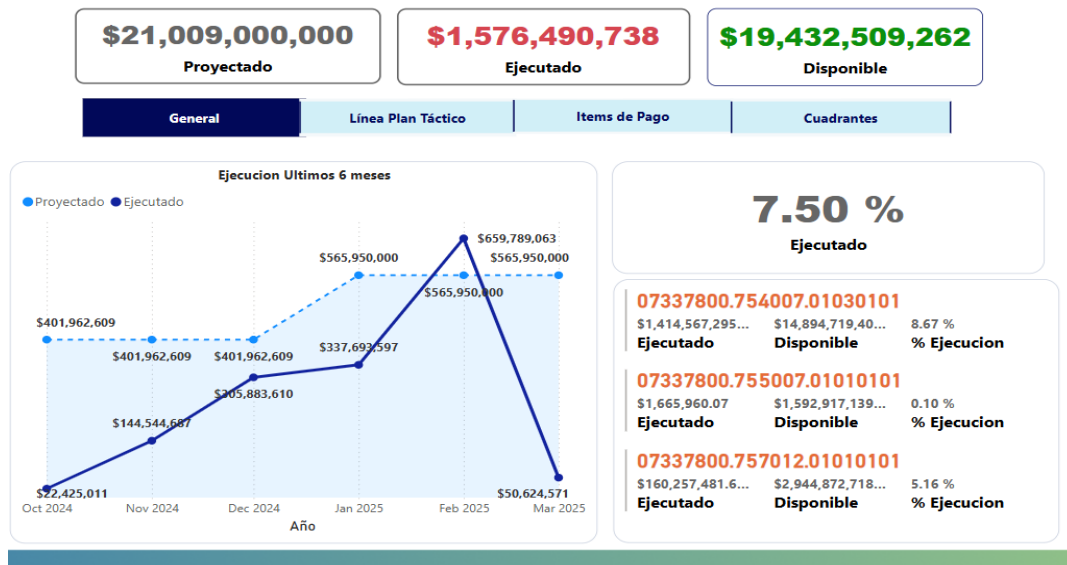 $21,009,000,000
Proyectado
$1,576,490,738
Ejecutado
$19,432,509,262
Disponible
General
Línea Plan Táctico
Items de Pago
Cuadrantes
Ejecucion Ultimos 6 meses
Proyectado Ejecutado
$659,789,063
$565,950,000
$565,950,000
$565,950,000
$401,962,609
$401,962,609
$401,962,609
$337,693,597
$305,883,610
$144,544,687
$22,425,011
$50,624,571
Oct 2024
Nov 2024
Dec 2024
Jan 2025
Feb 2025
Mar 2025
Año
7.50 %
Ejecutado
07337800.754007.01030101
$1,414,567,295... $14,894,719,40... 8.67 %
Ejecutado Disponible % Ejecucion
07337800.755007.01010101
$1,665,960.07 $1,592,917,139... 0.10 %
Ejecutado Disponible % Ejecucion
07337800.757012.01010101
$160,257,481.6... $2,944,872,718... 5.16 %
Ejecutado Disponible % Ejecucion